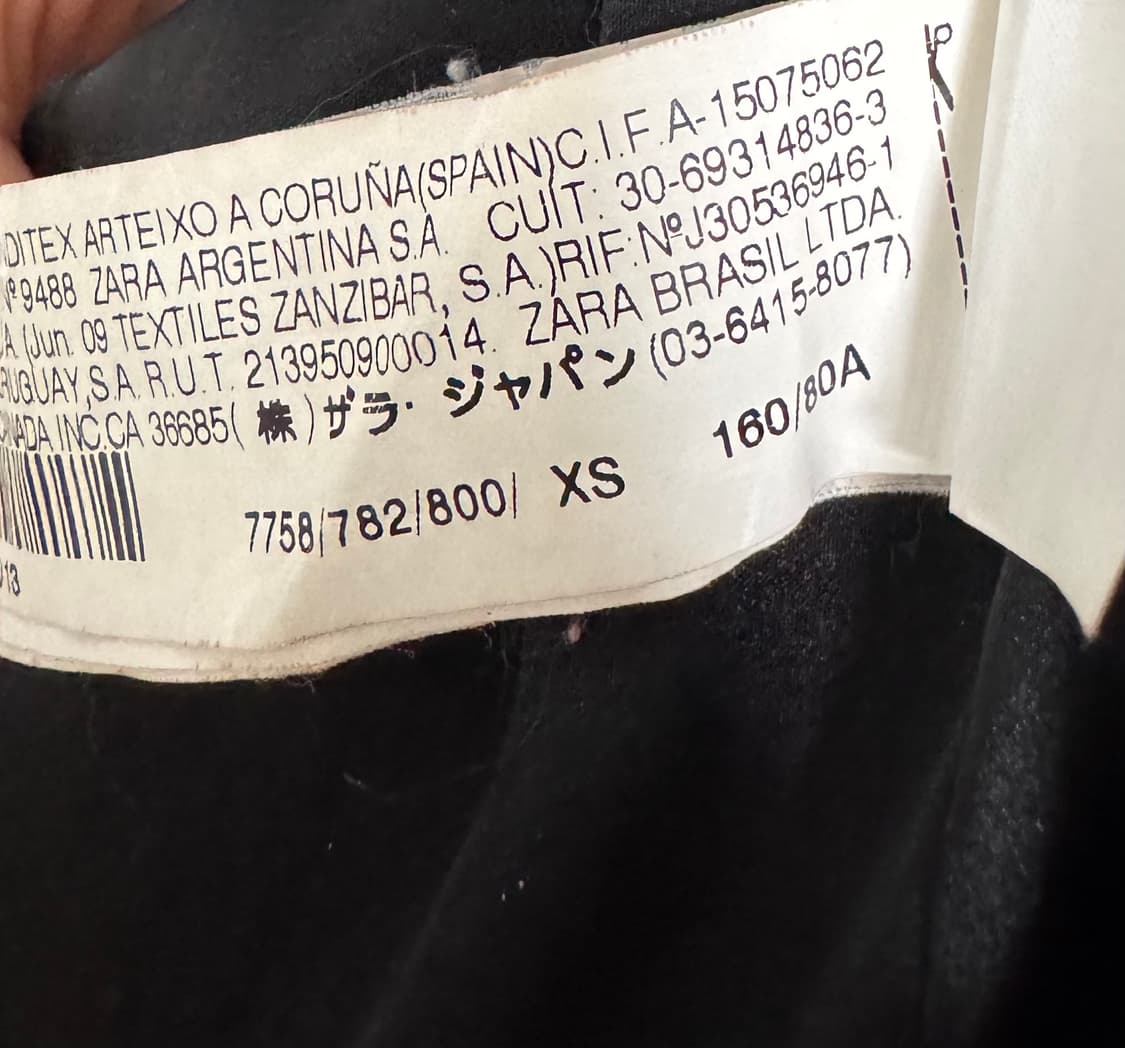 DITEX ARTEIXO A CORUÑA(SPAIN)C.I.F.A-15075062
Nº9488 ZARA ARGENTINA S.A. CUIT: 30-69314836-3
(Jun. 09 TEXTILES ZANZIBAR, S.A.)RIF:NºJ30536946-1
RUGUAY,S.A. R.U.T. 213950900014. ZARA BRASIL LTDA.
NADA.INC.CA 36685(株)ザラ・ジャパン(03-6415-8077)
160/80A
7758/782/800/ XS
13